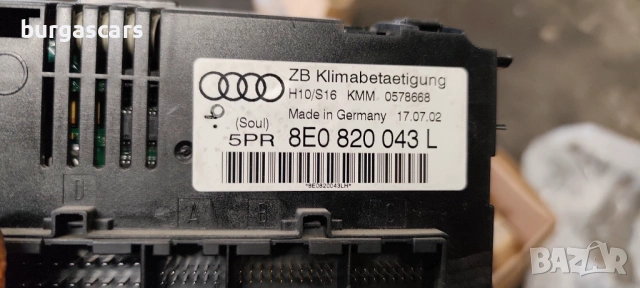 burgascars
ZB Klimabetaetigung
H10/S16 KMM 0578668
Made in Germany 17.07.02
(Soul)
5PR 8E0 820 043 L
*8E0820043LH*
D
A B C
BAZAR